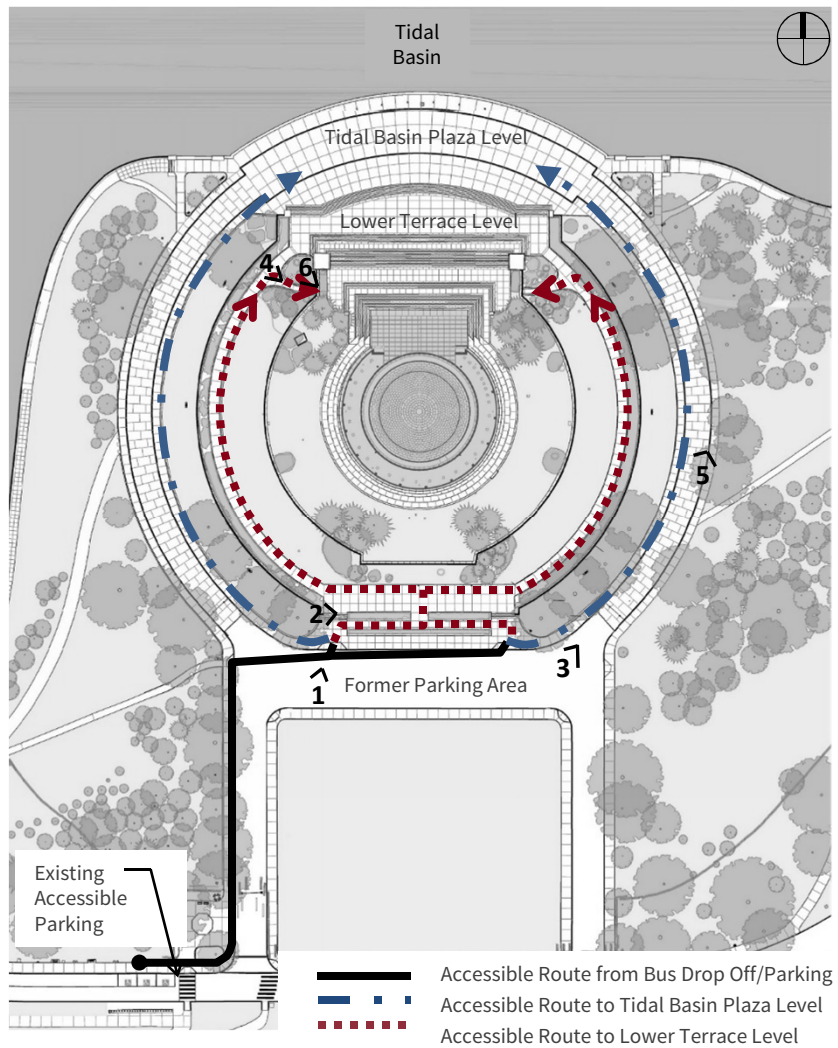 Tidal
Basin
Tidal Basin Plaza Level
Lower Terrace Level
4
6
5
2
3
1
Former Parking Area
Existing
Accessible
Parking
Accessible Route from Bus Drop Off/Parking
Accessible Route to Tidal Basin Plaza Level
Accessible Route to Lower Terrace Level